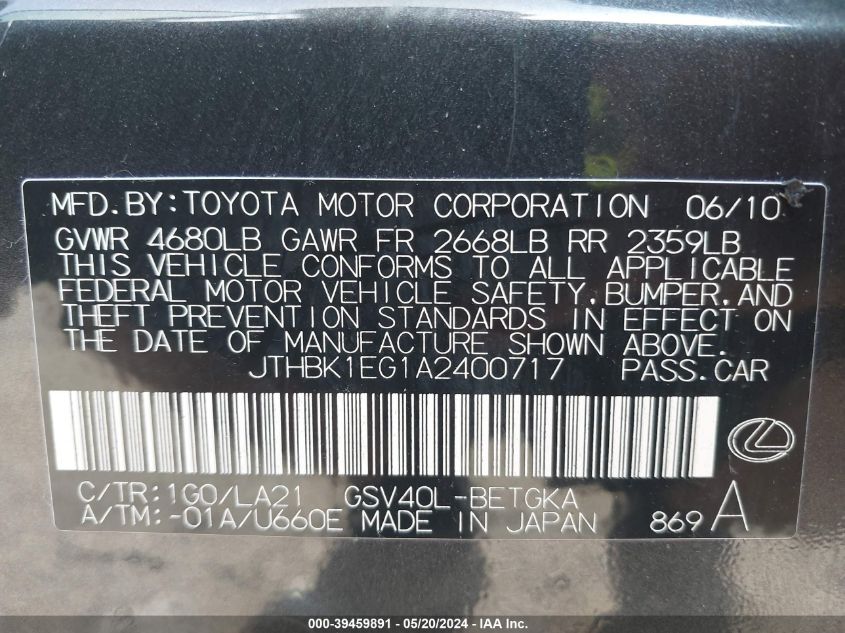 MFD.BY:TOYOTA MOTOR CORPORATION 06/10
GVWR 4680LB GAWR FR 2668LB RR 2359LB
THIS VEHICLE CONFORMS TO ALL APPLICABLE
FEDERAL MOTOR VEHICLE SAFETY,BUMPER,AND
THEFT PREVENTION STANDARDS IN EFFECT ON
THE DATE OF MANUFACTURE SHOWN ABOVE.
JTHBK1EG1A2400717 PASS.CAR
C/TR:1G0/LA21 GSV40L-BETGKA
A/TM:-01A/U660E MADE IN JAPAN 869 A
000-39459891 - 05/20/2024 - IAA Inc.